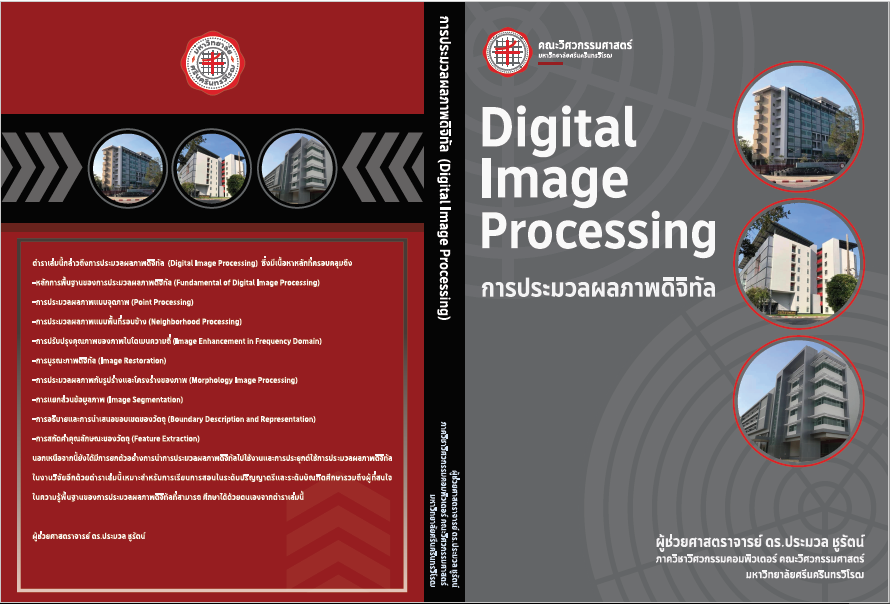 มหาวิทยาลัย
ศรีนครินทรวิโรฒ
ตำราเล่มนี้กล่าวถึงการประมวลผลภาพดิจิทัล (Digital Image Processing) ซึ่งมีเนื้อหาหลักที่ครอบคลุมถึง
-หลักการพื้นฐานของการประมวลผลภาพดิจิทัล (Fundamental of Digital Image Processing)
-การประมวลผลภาพแบบจุดภาพ (Point Processing)
-การประมวลผลภาพแบบพื้นที่รอบข้าง (Neighborhood Processing)
-การปรับปรุงคุณภาพของภาพในโดเมนความถี่ (Image Enhancement in Frequency Domain)
-การบูรณะภาพดิจิทัล (Image Restoration)
-การประมวลผลภาพกับรูปร่างและโครงร่างของภาพ (Morphology Image Processing)
-การแยกส่วนข้อมูลภาพ (Image Segmentation)
-การอธิบายและการนำเสนอขอบเขตของวัตถุ (Boundary Description and Representation)
-การสกัดค่าคุณลักษณะของวัตถุ (Feature Extraction)
นอกเหนือจากนี้ยังได้มีการยกตัวอย่างการนำการประมวลผลภาพดิจิทัลไปใช้งานและการประยุกต์ใช้การประมวลผลภาพดิจิทัล
ในงานวิจัยอีกด้วยตำราเล่มนี้เหมาะสำหรับการเรียนการสอนในระดับปริญญาตรีและระดับบัณฑิตศึกษารวมถึงผู้ที่สนใจ
ในความรู้พื้นฐานของการประมวลผลภาพดิจิทัลที่สามารถ ศึกษาได้ด้วยตนเองจากตำราเล่มนี้
ผู้ช่วยศาสตราจารย์ ดร.ประมวล ชูรัตน์
การประมวลผลภาพดิจิทัล (Digital Image Processing)
ผู้ช่วยศาสตราจารย์ ดร.ประมวล ชูรัตน์
ภาควิชาวิศวกรรมคอมพิวเตอร์ คณะวิศวกรรมศาสตร์
มหาวิทยาลัยศรีนครินทรวิโรฒ
คณะวิศวกรรมศาสตร์
มหาวิทยาลัยศรีนครินทรวิโรฒ
Digital
Image
Processing
การประมวลผลภาพดิจิทัล
ผู้ช่วยศาสตราจารย์ ดร.ประมวล ชูรัตน์
ภาควิชาวิศวกรรมคอมพิวเตอร์ คณะวิศวกรรมศาสตร์
มหาวิทยาลัยศรีนครินทรวิโรฒ